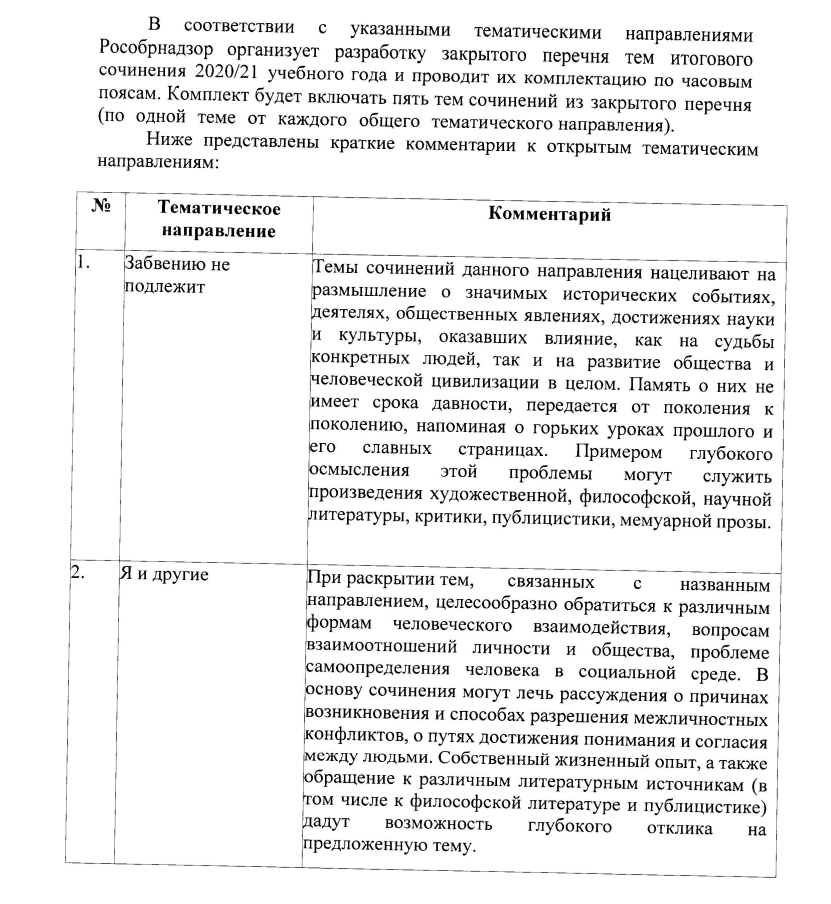 В соответствии с указанными тематическими направлениями
Рособрнадзор организует разработку закрытого перечня тем итогового
сочинения 2020/21 учебного года и проводит их комплектацию по часовым
поясам. Комплект будет включать пять тем сочинений из закрытого перечня
(по одной теме от каждого общего тематического направления).
Ниже представлены краткие комментарии к открытым тематическим
направлениям:
№
Тематическое
направление
Комментарий
1.
Забвению не
подлежит
Темы сочинений данного направления нацеливают на
размышление о значимых исторических событиях,
деятелях, общественных явлениях, достижениях науки
и культуры, оказавших влияние, как на судьбы
конкретных людей, так и на развитие общества и
человеческой цивилизации в целом. Память о них не
имеет срока давности, передается от поколения к
поколению, напоминая о горьких уроках прошлого и
его славных страницах. Примером глубокого
осмысления этой проблемы могут служить
произведения художественной, философской, научной
литературы, критики, публицистики, мемуарной прозы.
2.
Я и другие
При раскрытии тем, связанных с названным
направлением, целесообразно обратиться к различным
формам человеческого взаимодействия, вопросам
взаимоотношений личности и общества, проблеме
самоопределения человека в социальной среде. В
основу сочинения могут лечь рассуждения о причинах
возникновения и способах разрешения межличностных
конфликтов, о путях достижения понимания и согласия
между людьми. Собственный жизненный опыт, а также
обращение к различным литературным источникам (в
том числе к философской литературе и публицистике)
дадут возможность глубокого отклика на
предложенную тему.